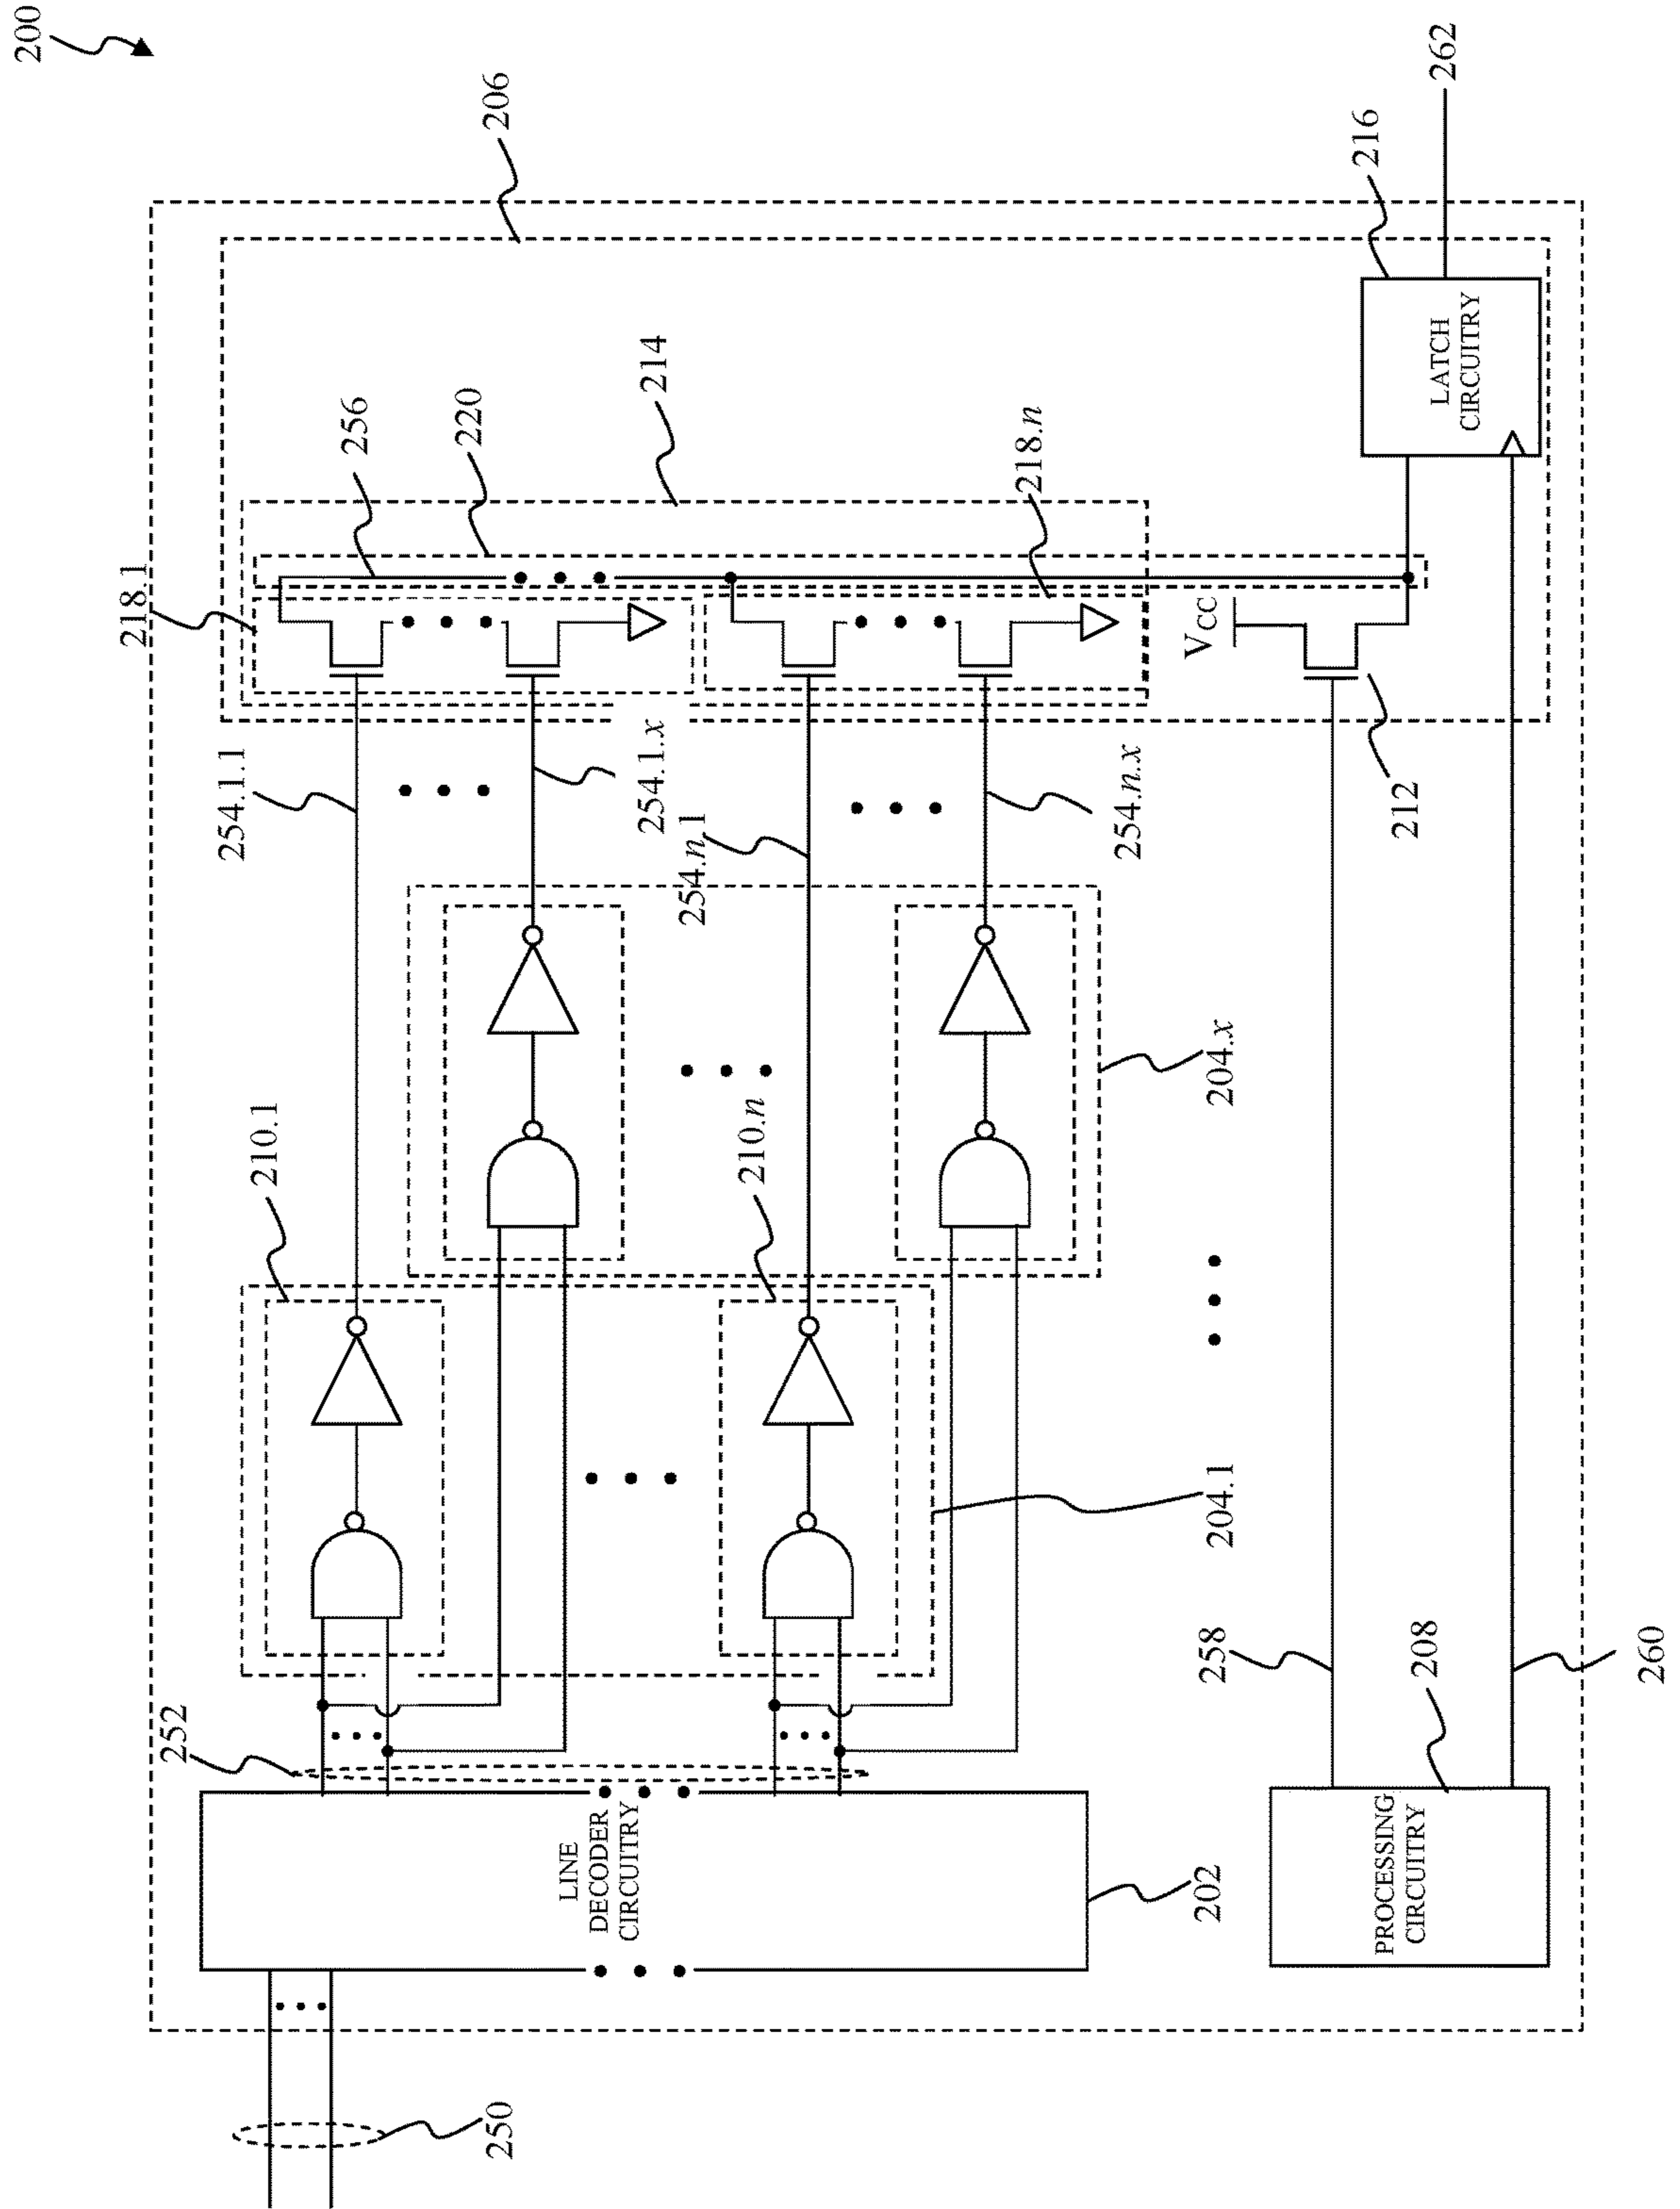 200
206
262
216
LATCH
CIRCUITRY
214
220
256
218.n
218.1
VCC
212
254.1.1
254.1.x
254.n.1
254.n.x
204.x
210.1
210.n
204.1
252
258
208
260
LINE
DECODER
CIRCUITRY
202
PROCESSING
CIRCUITRY
250